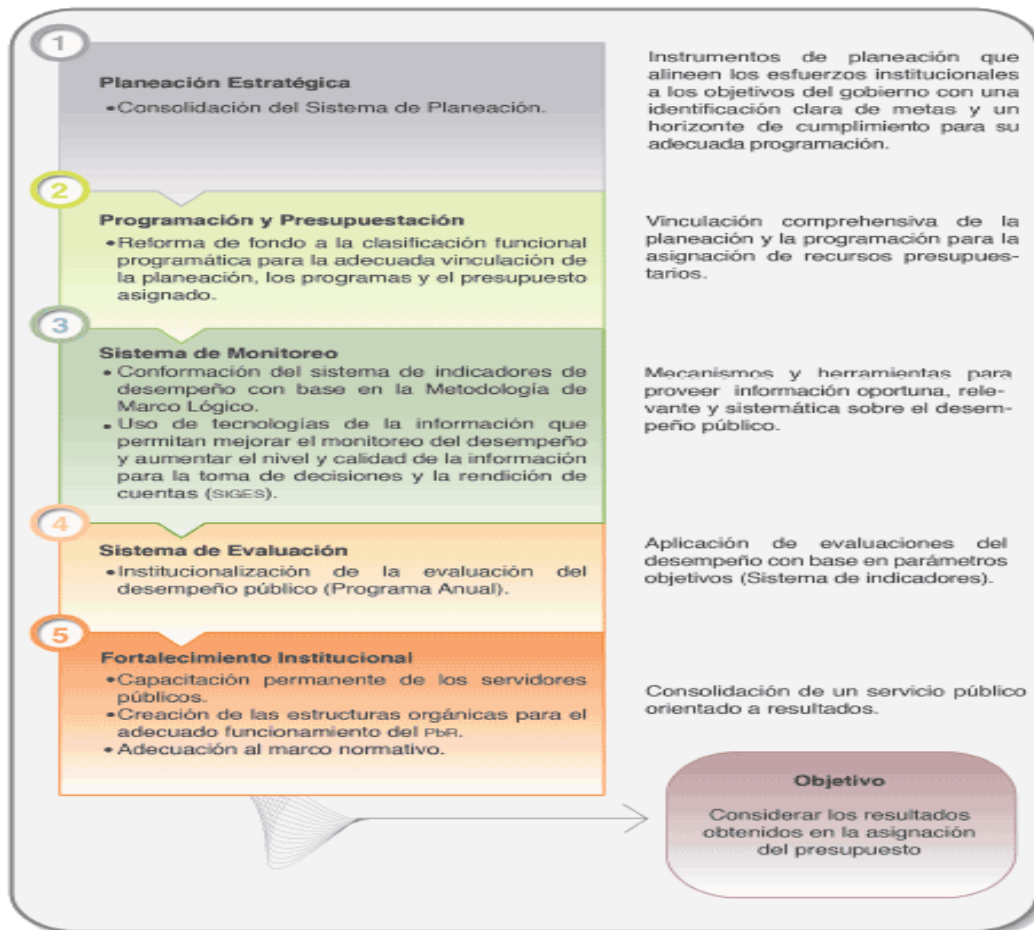 1
Planeación Estratégica
•Consolidación del Sistema de Planeación.
Instrumentos de planeación que
alineen los esfuerzos institucionales
a los objetivos del gobierno con una
identificación clara de metas y un
horizonte de cumplimiento para su
adecuada programación.
2
Programación y Presupuestación
•Reforma de fondo a la clasificación funcional
programática para la adecuada vinculación de
la planeación, los programas y el presupuesto
asignado.
Vinculación comprehensiva de la
planeación y la programación para la
asignación de recursos presupues-
tarios.
3
Sistema de Monitoreo
• Conformación del sistema de indicadores de
desempeño con base en la Metodología de
Marco Lógico.
• Uso de tecnologías de la información que
permitan mejorar el monitoreo del desempeño
y aumentar el nivel y calidad de la información
para la toma de decisiones y la rendición de
cuentas (SIGES).
Mecanismos y herramientas para
proveer información oportuna, rele-
vante y sistemática sobre el desem-
peño público.
4
Sistema de Evaluación
•Institucionalización de la evaluación del
desempeño público (Programa Anual).
Aplicación de evaluaciones del
desempeño con base en parámetros
objetivos (Sistema de indicadores).
5
Fortalecimiento Institucional
•Capacitación permanente de los servidores
públicos.
•Creación de las estructuras orgánicas para el
adecuado funcionamiento del PbR.
•Adecuación al marco normativo.
Consolidación de un servicio público
orientado a resultados.
Objetivo
Considerar los resultados
obtenidos en la asignación
del presupuesto